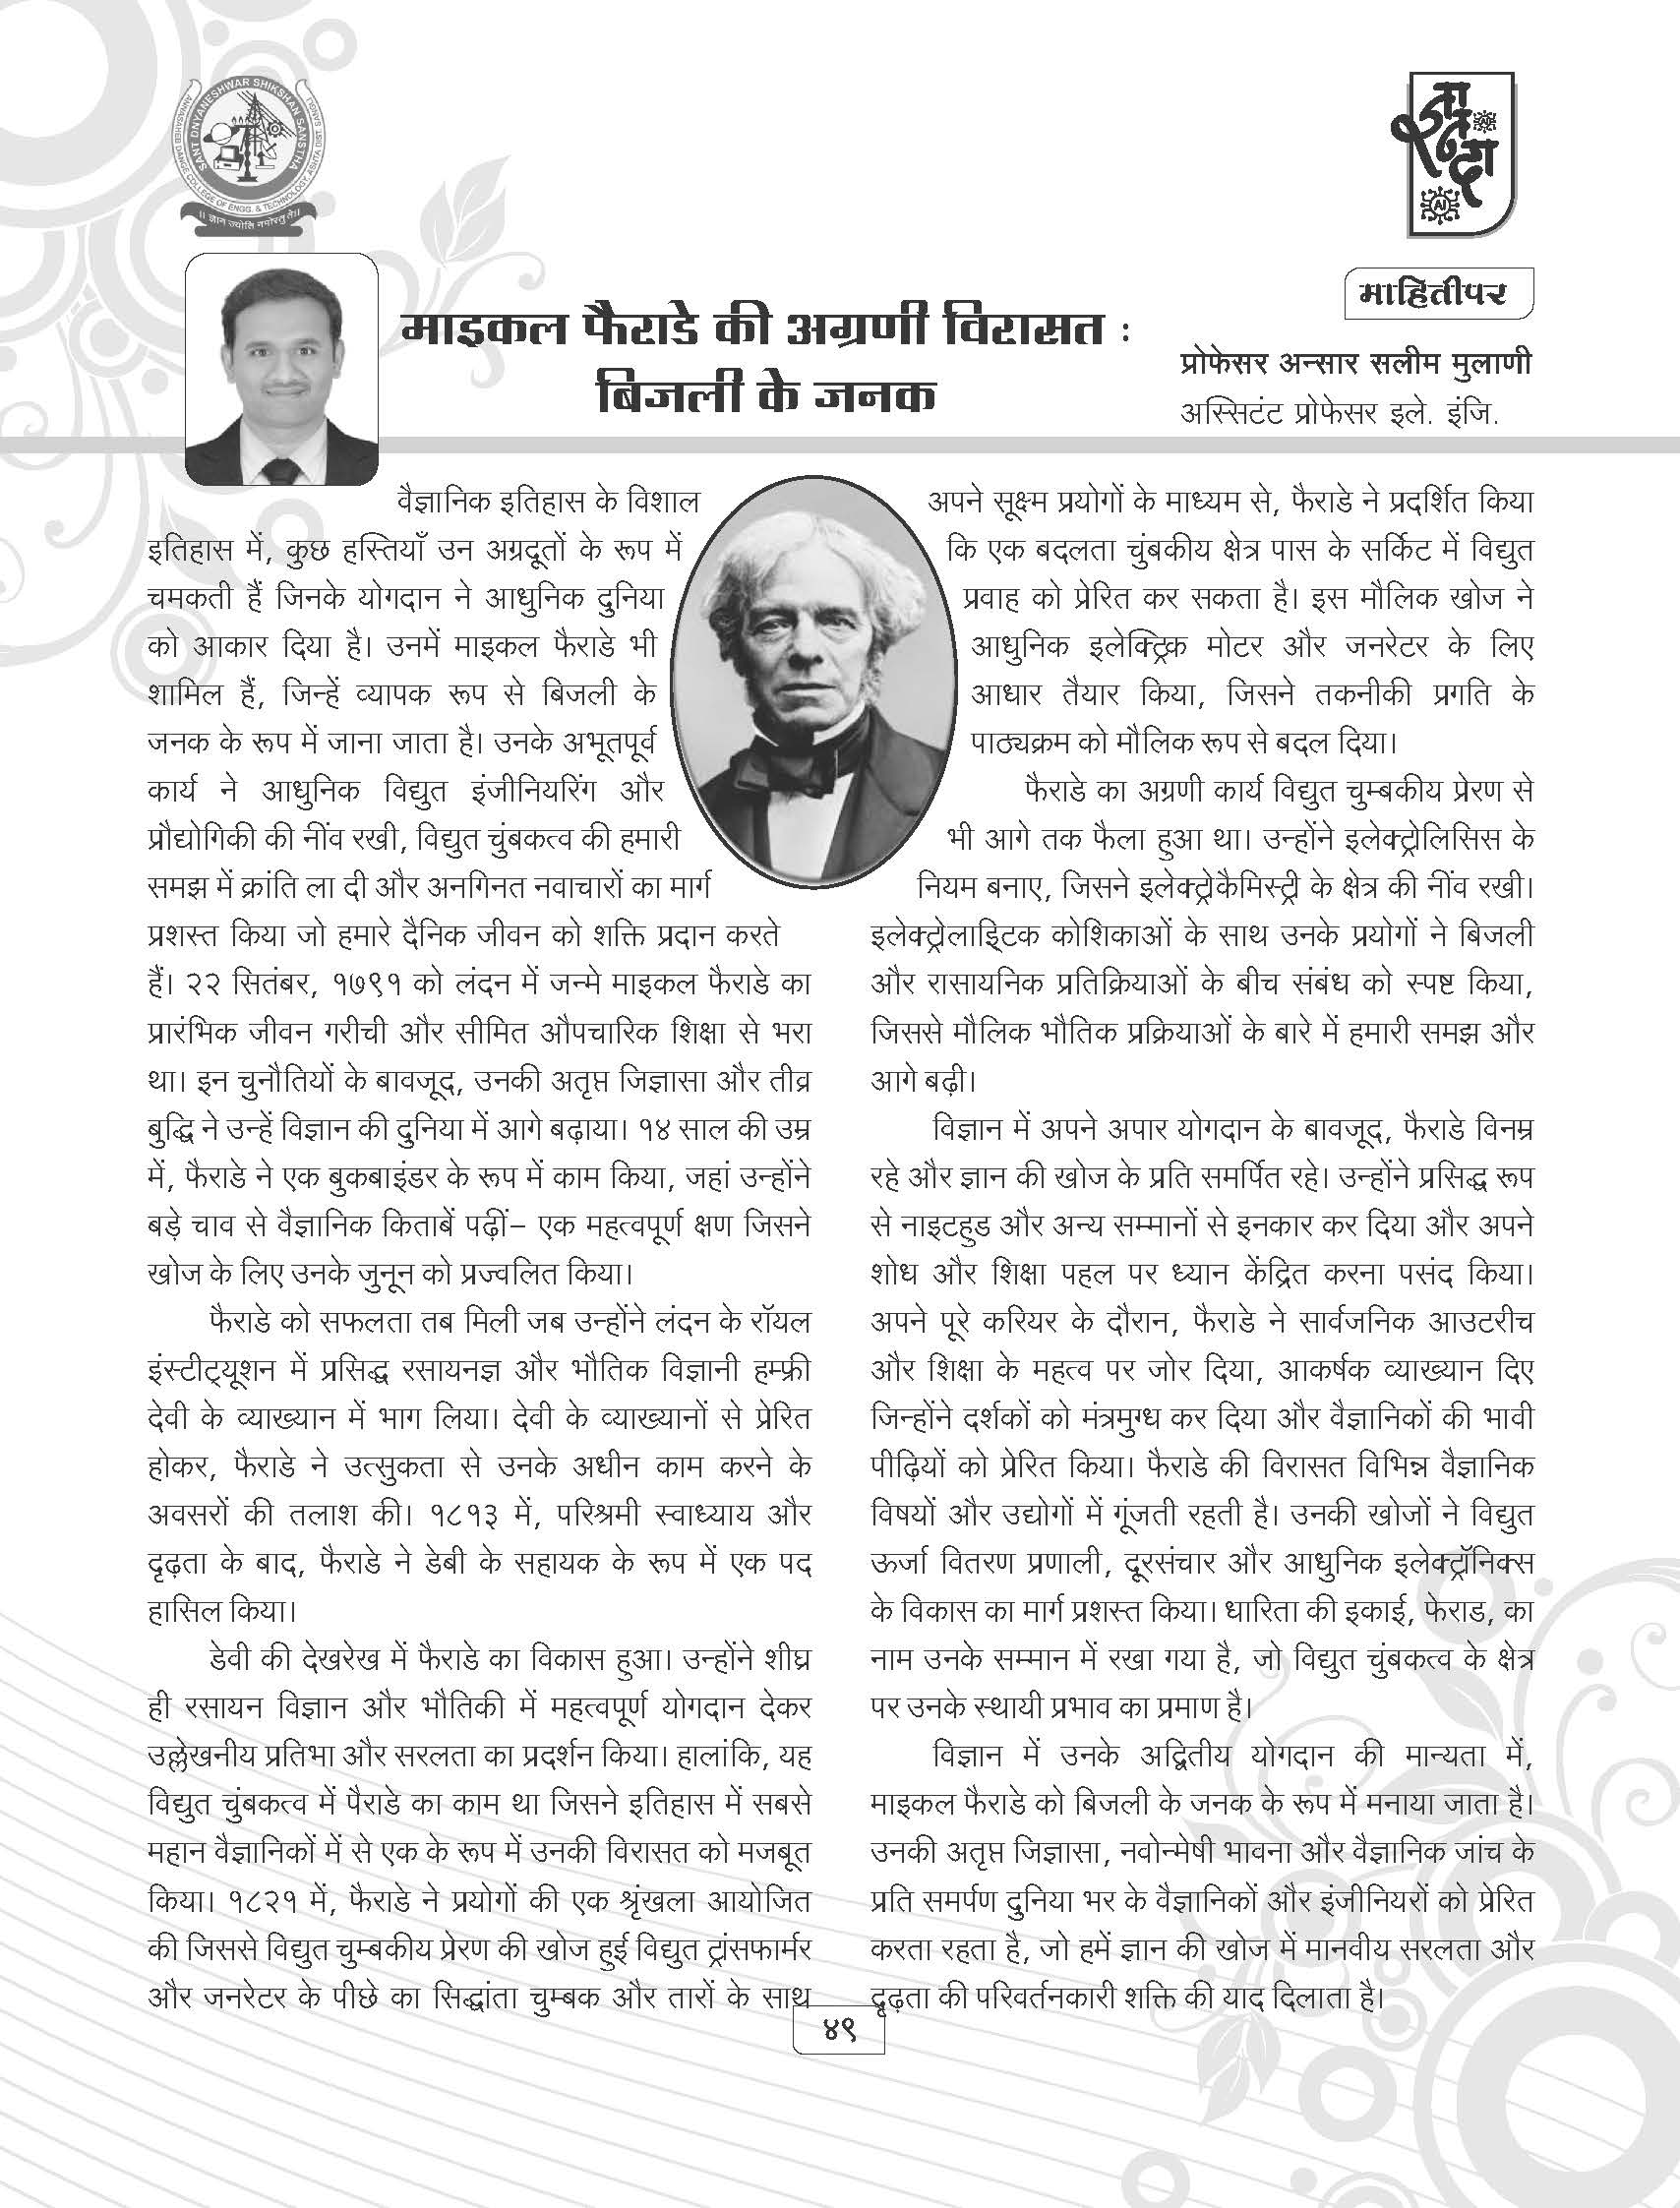 SANT DNYANESHWAR SHIKSHAN SANSTHA
ANNASAHEB DANGE COLLEGE OF ENGG. & TECHNOLOGY, ASHTA DIST. SANGLI
AI
AI
माहितीपर
माइकल फैराडे की अग्रणी विरासत :
बिजली के जनक
प्रोफेसर अन्सार सलीम मुलाणी
अस्सिटंट प्रोफेसर इले. इंजि.
वैज्ञानिक इतिहास के विशाल
इतिहास में, कुछ हस्तियाँ उन अग्रदूतों के रूप में
चमकती हैं जिनके योगदान ने आधुनिक दुनिया
को आकार दिया है। उनमें माइकल फैराडे भी
शामिल हैं, जिन्हें व्यापक रूप से बिजली के
जनक के रूप में जाना जाता है। उनके अभूतपूर्व
कार्य ने आधुनिक विद्युत इंजीनियरिंग और
प्रौद्योगिकी की नींव रखी, विद्युत चुंबकत्व की हमारी
समझ में क्रांति ला दी और अनगिनत नवाचारों का मार्ग
प्रशस्त किया जो हमारे दैनिक जीवन को शक्ति प्रदान करते
हैं। २२ सितंबर, १७९१ को लंदन में जन्मे माइकल फैराडे का
प्रारंभिक जीवन गरीची और सीमित औपचारिक शिक्षा से भरा
था। इन चुनौतियों के बावजूद, उनकी अतृप्त जिज्ञासा और तीव्र
बुद्धि ने उन्हें विज्ञान की दुनिया में आगे बढ़ाया। १४ साल की उम्र
में, फैराडे ने एक बुकबाइंडर के रूप में काम किया, जहां उन्होंने
बड़े चाव से वैज्ञानिक किताबें पढ़ीं– एक महत्वपूर्ण क्षण जिसने
खोज के लिए उनके जुनून को प्रज्वलित किया।
फैराडे को सफलता तब मिली जब उन्होंने लंदन के रॉयल
इंस्टीट्यूशन में प्रसिद्ध रसायनज्ञ और भौतिक विज्ञानी हम्फ्री
देवी के व्याख्यान में भाग लिया। देवी के व्याख्यानों से प्रेरित
होकर, फैराडे ने उत्सुकता से उनके अधीन काम करने के
अवसरों की तलाश की। १८१३ में, परिश्रमी स्वाध्याय और
दृढ़ता के बाद, फैराडे ने डेबी के सहायक के रूप में एक पद
हासिल किया।
डेवी की देखरेख में फैराडे का विकास हुआ। उन्होंने शीघ्र
ही रसायन विज्ञान और भौतिकी में महत्वपूर्ण योगदान देकर
उल्लेखनीय प्रतिभा और सरलता का प्रदर्शन किया। हालांकि, यह
विद्युत चुंबकत्व में पैराडे का काम था जिसने इतिहास में सबसे
महान वैज्ञानिकों में से एक के रूप में उनकी विरासत को मजबूत
किया। १८२१ में, फैराडे ने प्रयोगों की एक श्रृंखला आयोजित
की जिससे विद्युत चुम्बकीय प्रेरण की खोज हुई विद्युत ट्रांसफार्मर
और जनरेटर के पीछे का सिद्धांता चुम्बक और तारों के साथ
अपने सूक्ष्म प्रयोगों के माध्यम से, फैराडे ने प्रदर्शित किया
कि एक बदलता चुंबकीय क्षेत्र पास के सर्किट में विद्युत
प्रवाह को प्रेरित कर सकता है। इस मौलिक खोज ने
आधुनिक इलेक्ट्रिक मोटर और जनरेटर के लिए
आधार तैयार किया, जिसने तकनीकी प्रगति के
पाठ्यक्रम को मौलिक रूप से बदल दिया।
फैराडे का अग्रणी कार्य विद्युत चुम्बकीय प्रेरण से
भी आगे तक फैला हुआ था। उन्होंने इलेक्ट्रोलिसिस के
नियम बनाए, जिसने इलेक्ट्रोकैमिस्ट्री के क्षेत्र की नींव रखी।
इलेक्ट्रोलाइ्टिक कोशिकाओं के साथ उनके प्रयोगों ने बिजली
और रासायनिक प्रतिक्रियाओं के बीच संबंध को स्पष्ट किया,
जिससे मौलिक भौतिक प्रक्रियाओं के बारे में हमारी समझ और
आगे बढ़ी।
विज्ञान में अपने अपार योगदान के बावजूद, फैराडे विनम्र
रहे और ज्ञान की खोज के प्रति समर्पित रहे। उन्होंने प्रसिद्ध रूप
से नाइटहुड और अन्य सम्मानों से इनकार कर दिया और अपने
शोध और शिक्षा पहल पर ध्यान केंद्रित करना पसंद किया।
अपने पूरे करियर के दौरान, फैराडे ने सार्वजनिक आउटरीच
और शिक्षा के महत्व पर जोर दिया, आकर्षक व्याख्यान दिए
जिन्होंने दर्शकों को मंत्रमुग्ध कर दिया और वैज्ञानिकों की भावी
पीढ़ियों को प्रेरित किया। फैराडे की विरासत विभिन्न वैज्ञानिक
विषयों और उद्योगों में गूंजती रहती है। उनकी खोजों ने विद्युत
ऊर्जा वितरण प्रणाली, दूरसंचार और आधुनिक इलेक्ट्रॉनिक्स
के विकास का मार्ग प्रशस्त किया। धारिता की इकाई, फेराड, का
नाम उनके सम्मान में रखा गया है, जो विद्युत चुंबकत्व के क्षेत्र
पर उनके स्थायी प्रभाव का प्रमाण है।
विज्ञान में उनके अद्वितीय योगदान की मान्यता में,
माइकल फैराडे को बिजली के जनक के रूप में मनाया जाता है।
उनकी अतृप्त जिज्ञासा, नवोन्मेषी भावना और वैज्ञानिक जांच के
प्रति समर्पण दुनिया भर के वैज्ञानिकों और इंजीनियरों को प्रेरित
करता रहता है, जो हमें ज्ञान की खोज में मानवीय सरलता और
दृढ़ता की परिवर्तनकारी शक्ति की याद दिलाता है।
४९